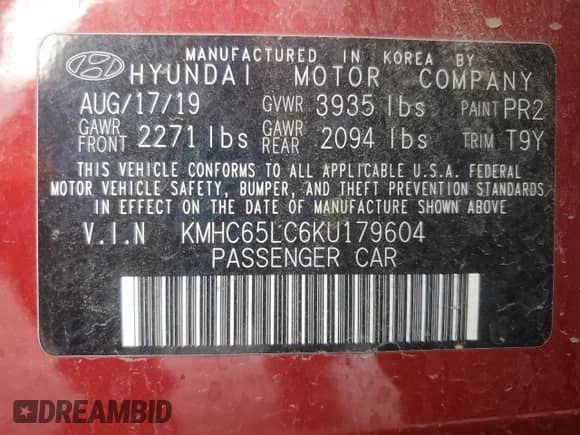 MANUFACTURED IN KOREA BY
HYUNDAI MOTOR COMPANY
AUG/17/19 GVWR 3935 lbs PAINT PR2
GAWR FRONT 2271 lbs GAWR REAR 2094 lbs TRIM T9Y
THIS VEHICLE CONFORMS TO ALL APPLICABLE U.S.A. FEDERAL
MOTOR VEHICLE SAFETY, BUMPER, AND THEFT PREVENTION STANDARDS
IN EFFECT ON THE DATE OF MANUFACTURE SHOWN ABOVE
V.I.N KMHC65LC6KU179604
PASSENGER CAR
DREAMBID